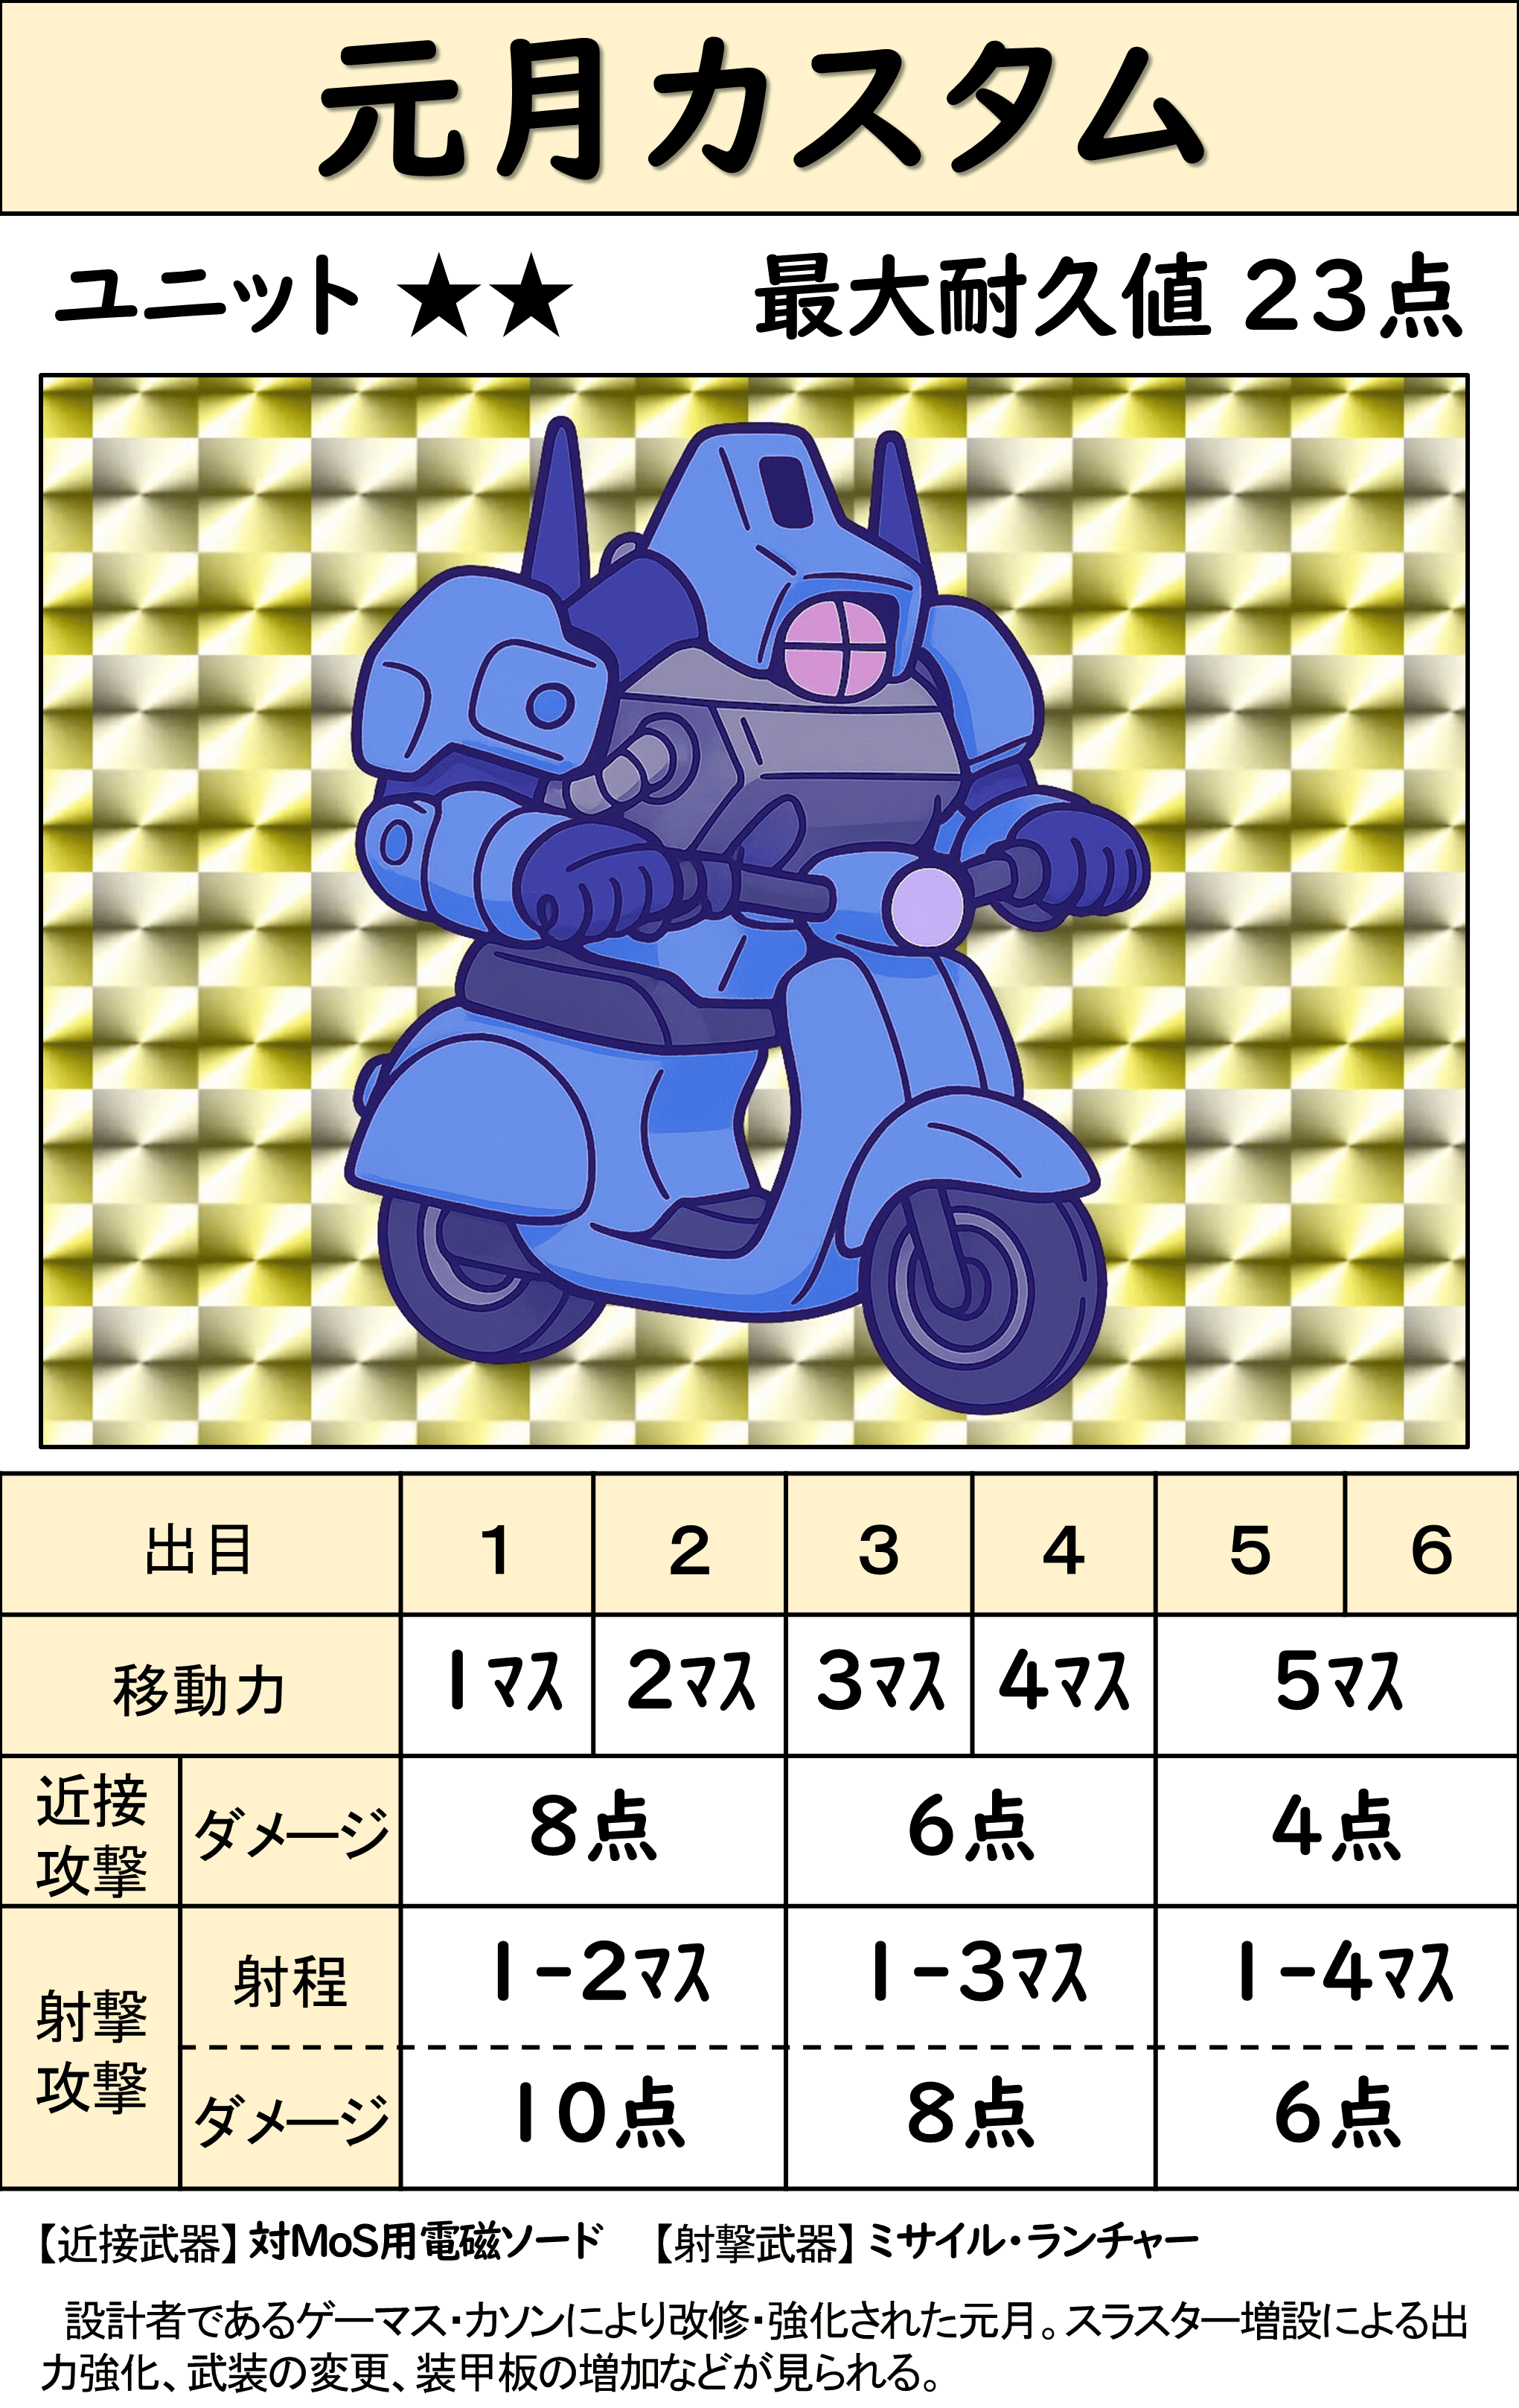 元月カスタム
ユニット ★★　最大耐久値 23点
出目 1 2 3 4 5 6
移動力 1マス 2マス 3マス 4マス 5マス
近接攻撃 ダメージ 8点 6点 4点
射撃攻撃 射程 1-2マス 1-3マス 1-4マス
ダメージ 10点 8点 6点
【近接武器】対MoS用電磁ソード　【射撃武器】ミサイル・ランチャー
設計者であるゲーマス・カソンにより改修・強化された元月。スラスター増設による出
力強化、武装の変更、装甲板の増加などが見られる。